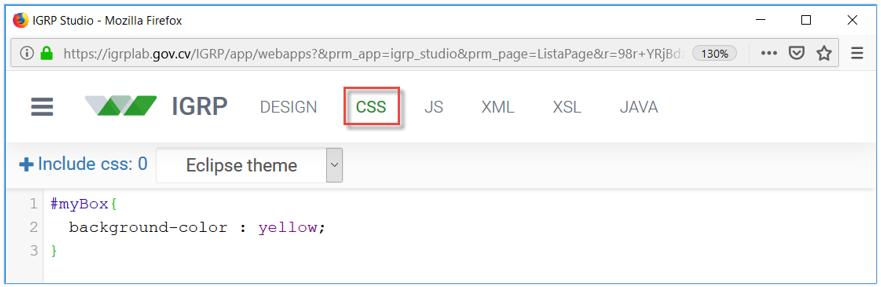 IGRP Studio - Mozilla Firefox
https://igrplab.gov.cv/IGRP/app/webapps?&prm_app=igrp_studio&prm_page=ListaPage&r=98r+YRjBd 130%
IGRP DESIGN CSS JS XML XSL JAVA
Include css: 0 Eclipse theme
1 #myBox{
2 background-color : yellow;
3 }